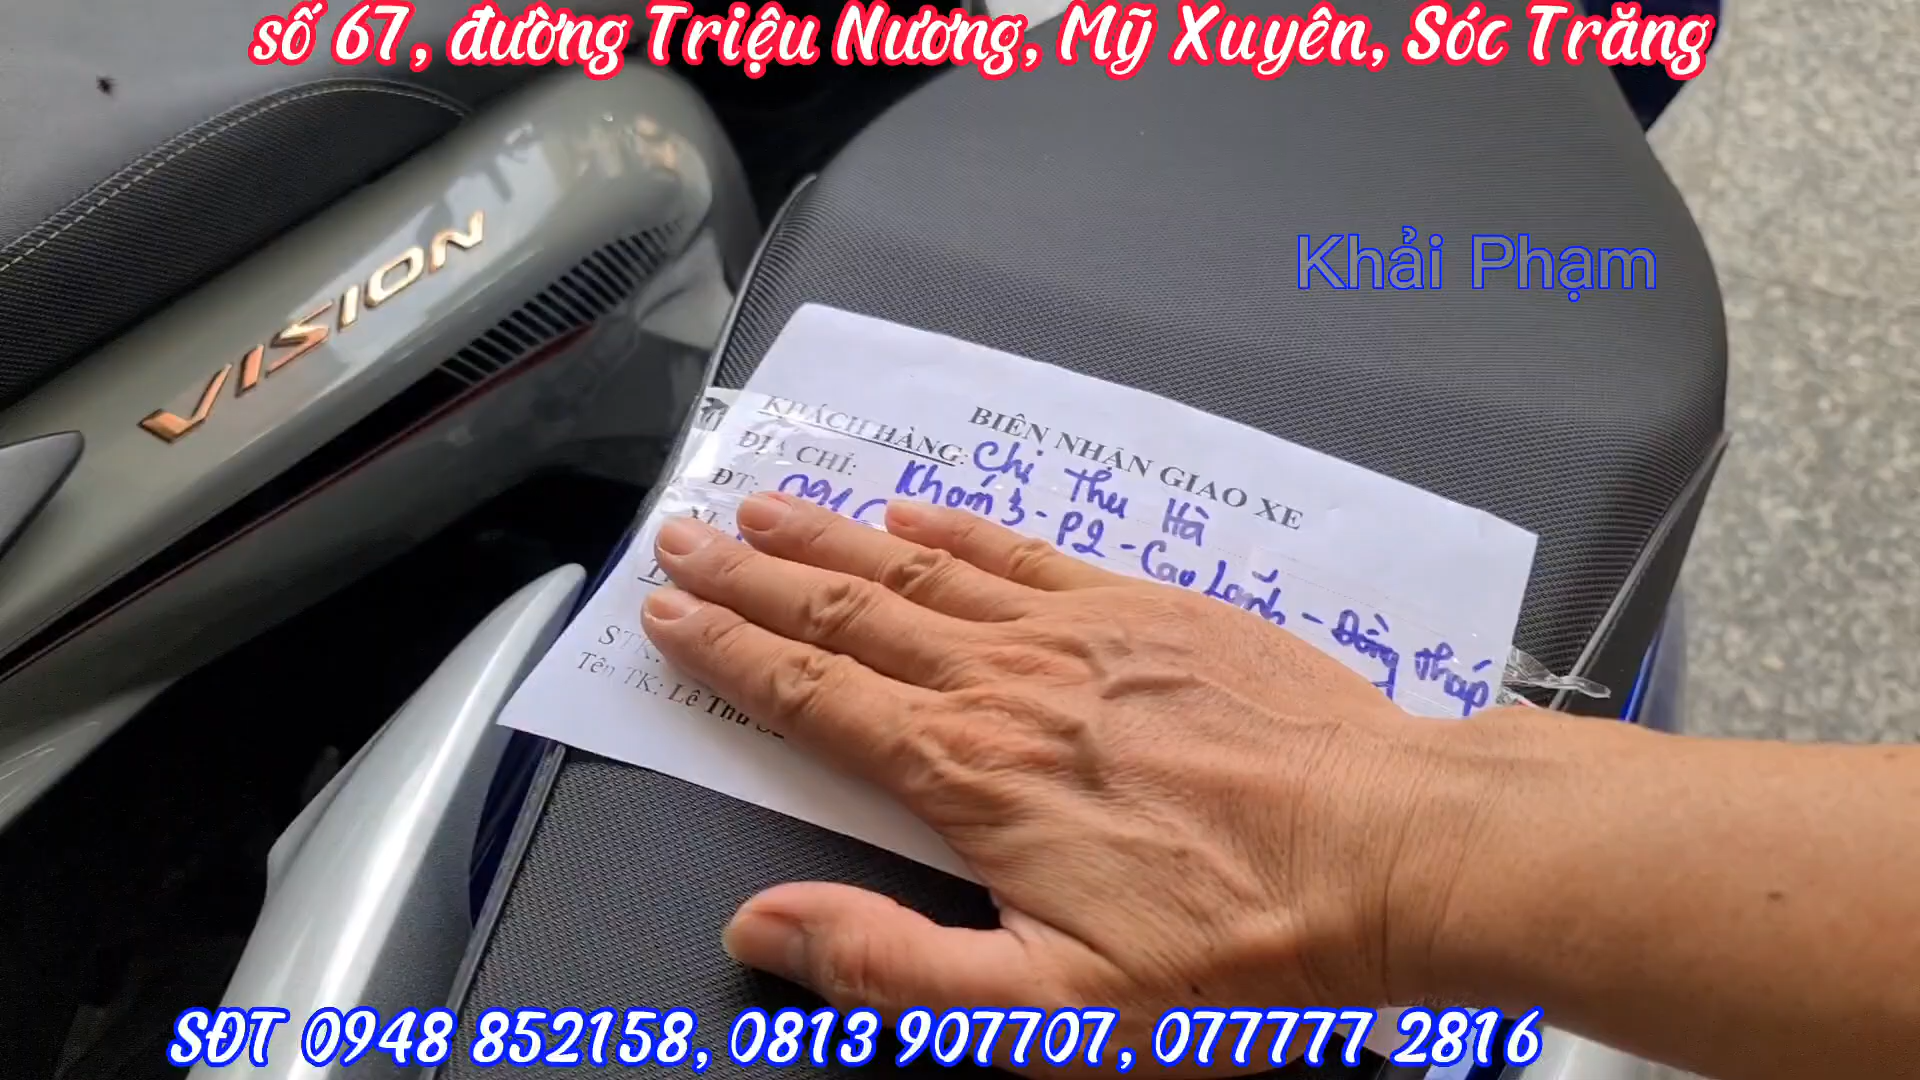 số 67, đường Triệu Nương, Mỹ Xuyên, Sóc Trăng
Khải Phạm
VISION
BIÊN NHẬN GIAO XE
KHÁCH HÀNG: Chị Thu Hà
ĐỊA CHỈ: Khóm 3 - P2 - Cao Lãnh - Đồng Tháp
ĐT: 091
XE:
STK:
Tên TK: Lê Thu
SĐT 0948 852158, 0813 907707, 077777 2816